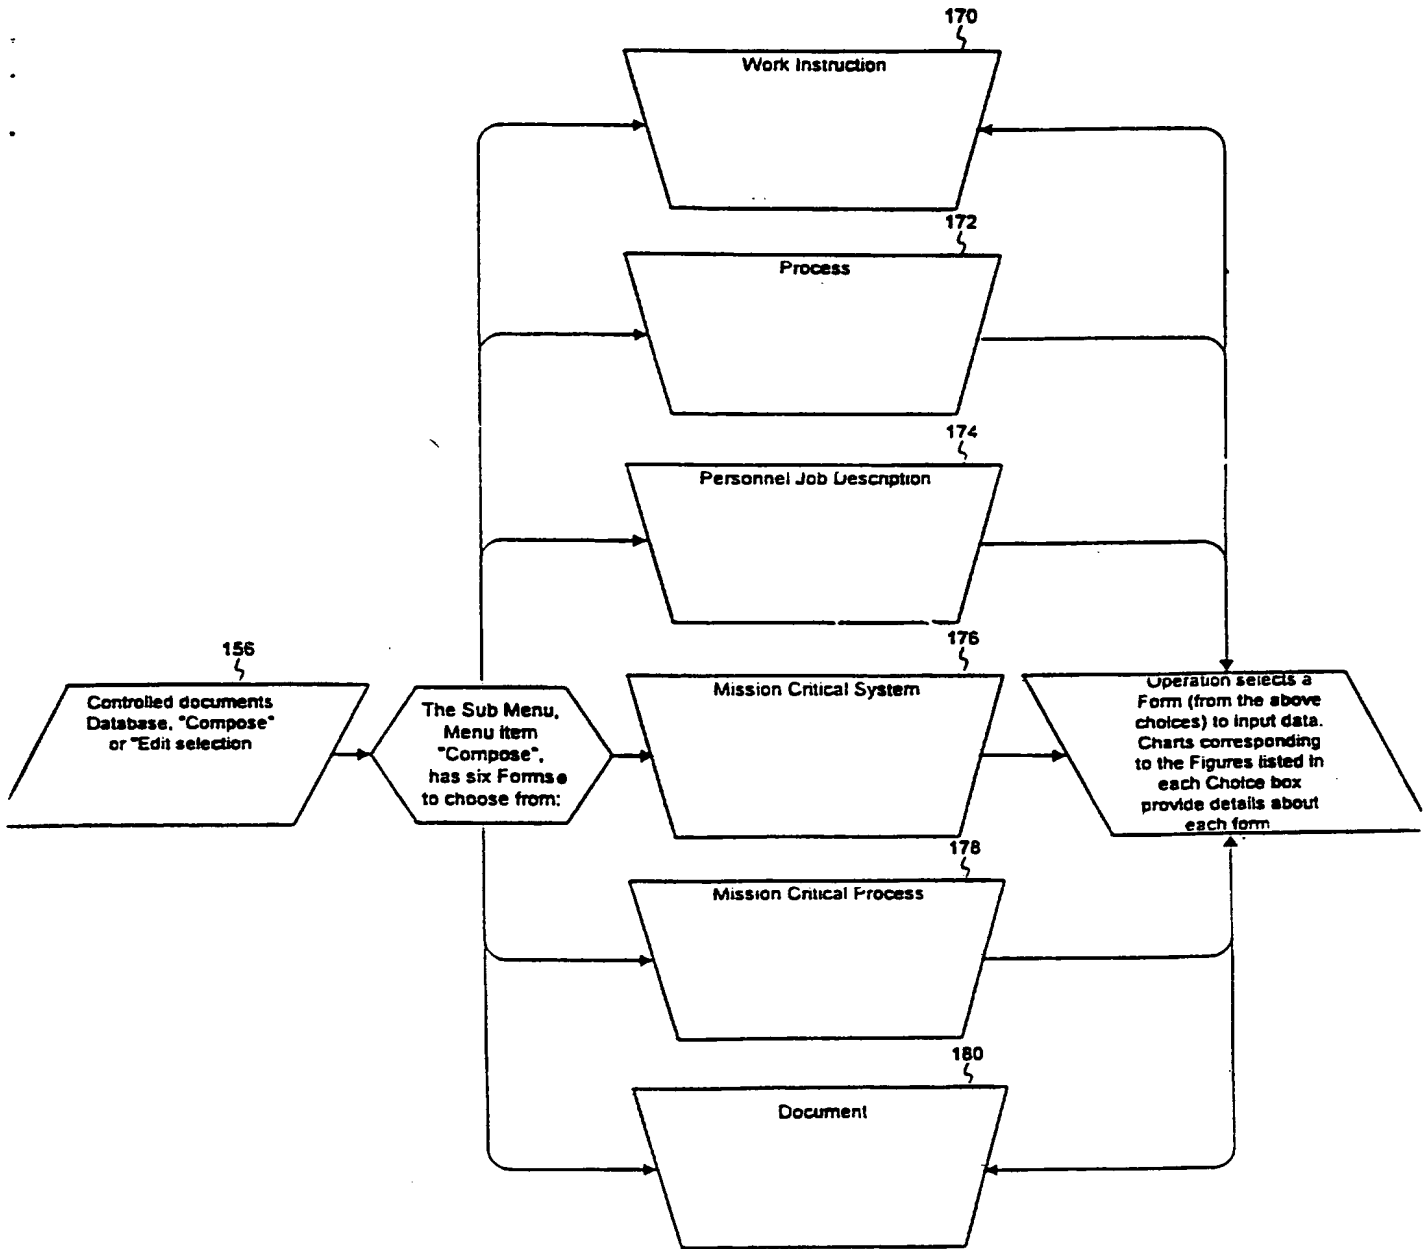 170
Work Instruction
172
Process
174
Personnel Job Description
156
Controlled documents
Database, "Compose"
or "Edit selection
The Sub Menu,
Menu item
"Compose",
has six Forms
to choose from:
176
Mission Critical System
Operation selects a
Form (from the above
choices) to input data.
Charts corresponding
to the Figures listed in
each Choice box
provide details about
each form
178
Mission Critical Process
180
Document